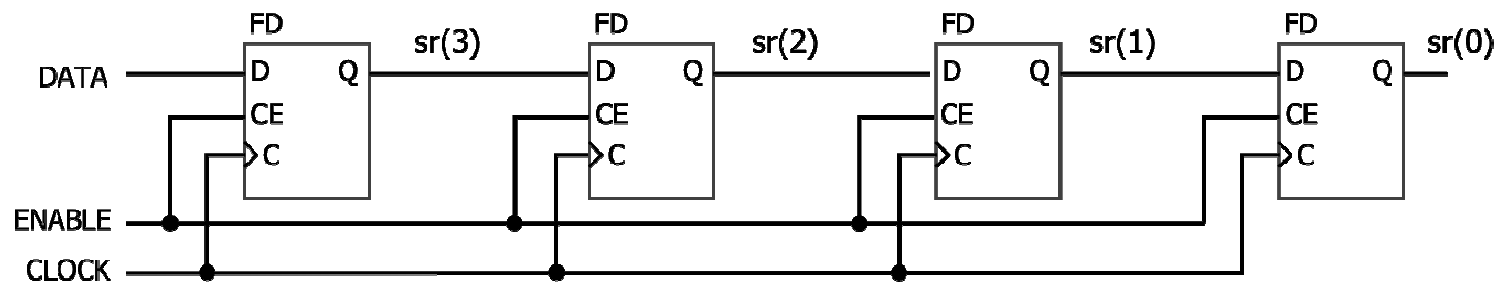 FD FD FD FD
sr(3) sr(2) sr(1) sr(0)
DATA D Q D Q D Q D Q
CE CE CE CE
C C C C
ENABLE
CLOCK